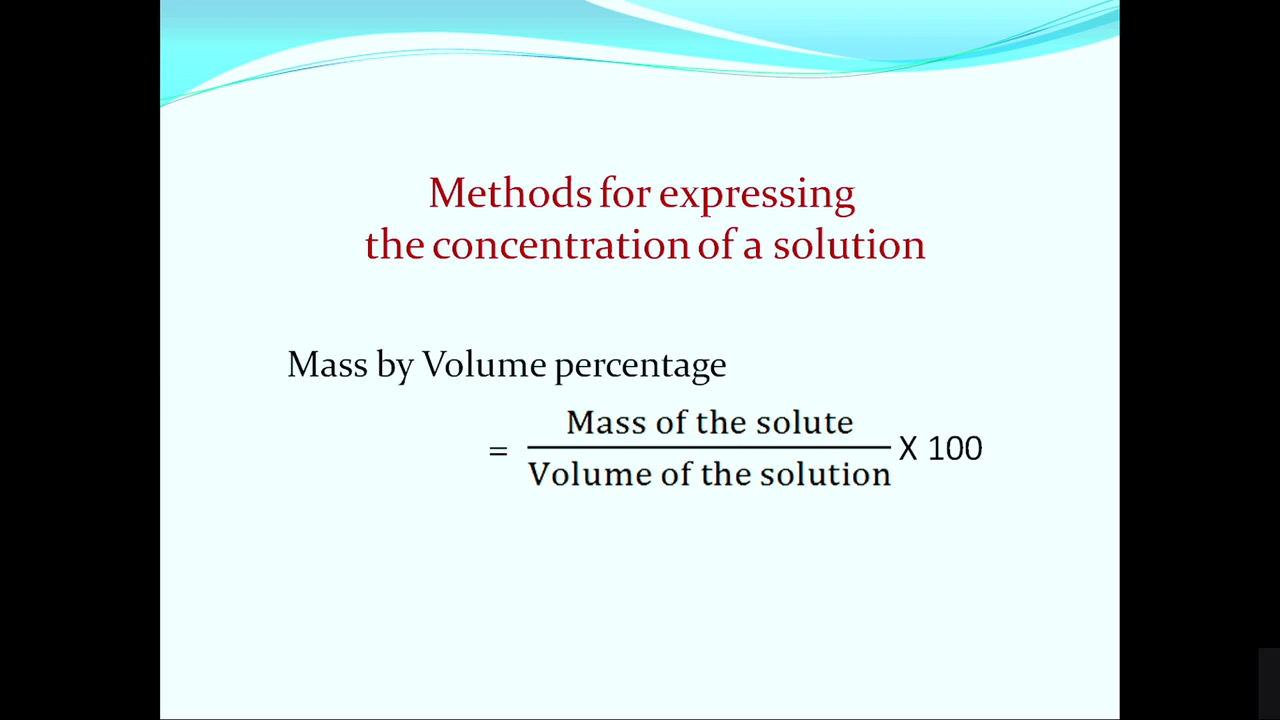 Methods for expressing
the concentration of a solution
Mass by Volume percentage
= Mass of the solute
Volume of the solution X 100